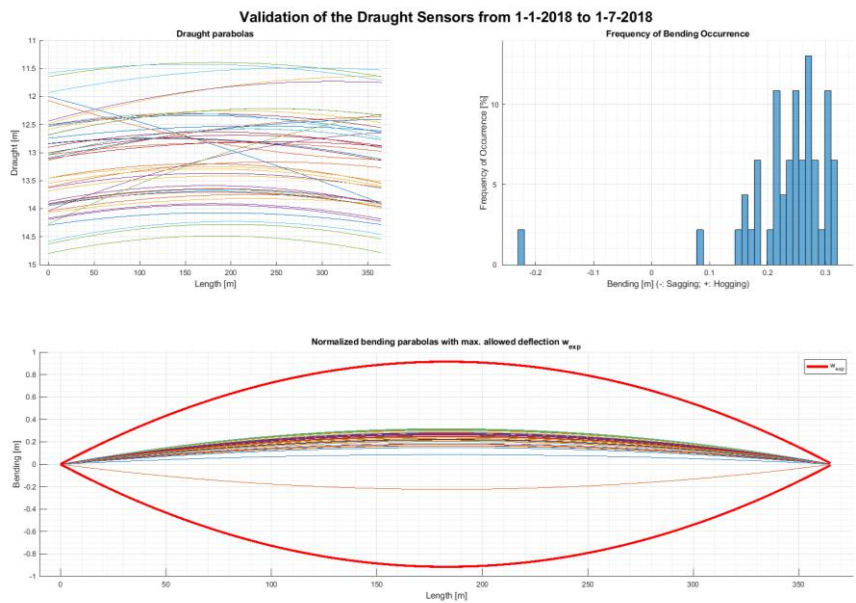 Validation of the Draught Sensors from 1-1-2018 to 1-7-2018
Draught parabolas
Draught [m]
11
11.5
12
12.5
13
13.5
14
14.5
15
0 50 100 150 200 250 300 350
Length [m]
Frequency of Bending Occurrence
Frequency of Occurrence [%]
10
5
0
-0.2 -0.1 0 0.1 0.2 0.3
Bending [m] (-: Sagging; +: Hogging)
Normalized bending parabolas with max. allowed deflection w_exp
w_exp
Bending [m]
1
0.8
0.6
0.4
0.2
0
-0.2
-0.4
-0.6
-0.8
-1
0 50 100 150 200 250 300 350
Length [m]